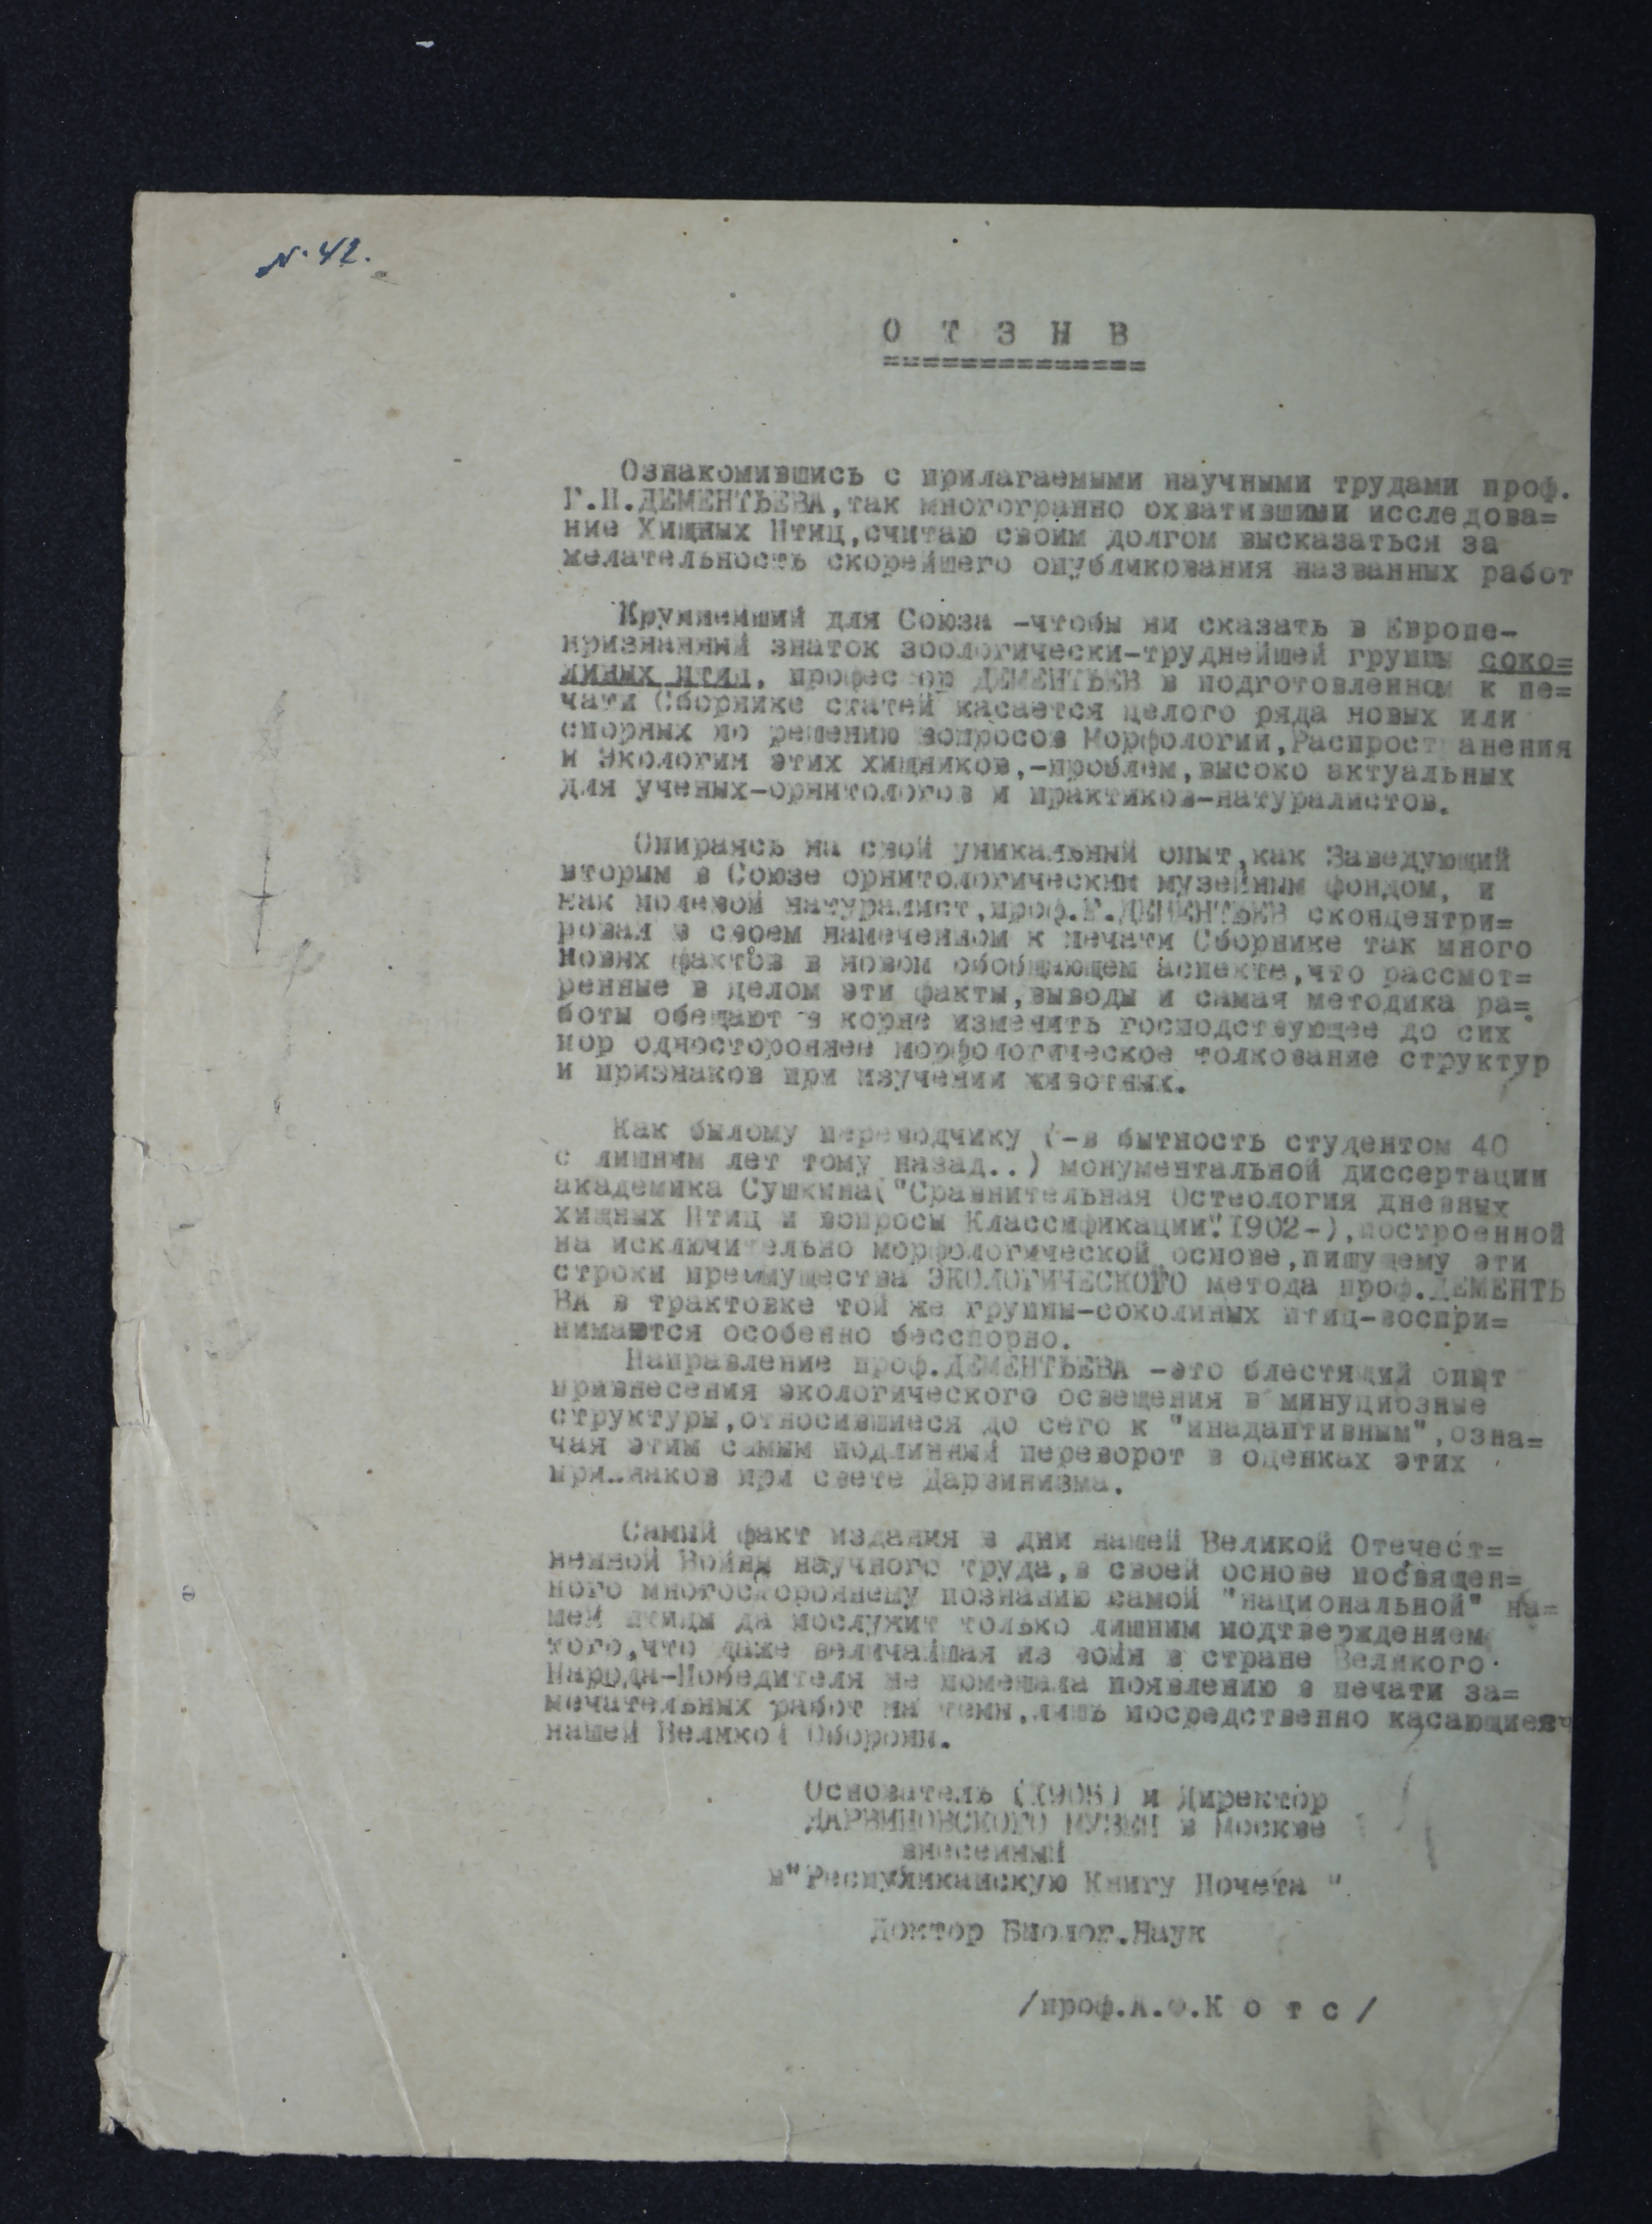 N. 42.
О Т З Ы В
==============
Ознакомившись с прилагаемыми научными трудами проф.
Г.П.ДЕМЕНТЬЕВА,так многогранно охватившими исследова=
ние Хищных Птиц,считаю своим долгом высказаться за
желательность скорейшего опубликования названных работ
Крупнейший для Союза -чтобы ни сказать в Европе-
признанный знаток зоологически-труднейшей группы соко=
линых птиц, профессор ДЕМЕНТЬЕВ в подготовленном к пе=
чати Сборнике статей касается целого ряда новых или
спорных по решению вопросов Морфологии,Распространения
и Экологии этих хищников,-проблем,высоко актуальных
для ученых-орнитологов и практиков-натуралистов.
Опираясь на свой уникальный опыт,как Заведующий
вторым в Союзе орнитологическим музейным фондом, и
как полевой натуралист,проф.Г.ДЕМЕНТЬЕВ сконцентри=
ровал в своем намеченном к печати Сборнике так много
Новых фактов в новом обобщающем аспекте,что рассмот=
ренные в целом эти факты,выводы и самая методика ра=
боты обещают в корне изменить господствующее до сих
пор одностороннее морфологическое толкование структур
и признаков при изучении животных.
Как былому переводчику (-в бытность студентом 40
с лишним лет тому назад..) монументальной диссертации
академика Сушкина("Сравнительная Остеология дневных
хищных Птиц и вопросы Классификации".1902-),построенной
на исключительно морфологической основе,пишущему эти
строки преимущества ЭКОЛОГИЧЕСКОГО метода проф.ДЕМЕНТЬ
ВА в трактовке той же группы-соколиных птиц-воспри=
нимаются особенно бесспорно.
Направление проф.ДЕМЕНТЬЕВА -это блестящий опыт
привнесения экологического освещения в минуциозные
структуры,относившиеся до сего к "инадаптивным",озна=
чая этим самым подлинный переворот в оценках этих
признаков при свете Дарвинизма.
Самый факт издания в дни нашей Великой Отечест=
венной Войны научного труда,в своей основе посвящен=
ного многостороннему познанию самой "национальной" на=
шей птицы да послужит только лишним подтверждением
того,что даже величайшая из войн в стране Великого
Народа-Победителя не помешала появлению в печати за=
мечательных работ на темы,лишь посредственно касающиеся
нашей Великой Обороны.
Основатель (1905) и Директор
ДАРВИНОВСКОГО МУЗЕЯ в Москве
внесенный
в"Республиканскую Книгу Почета "
Доктор Биолог.Наук
/проф.А.Ф.К о т с/